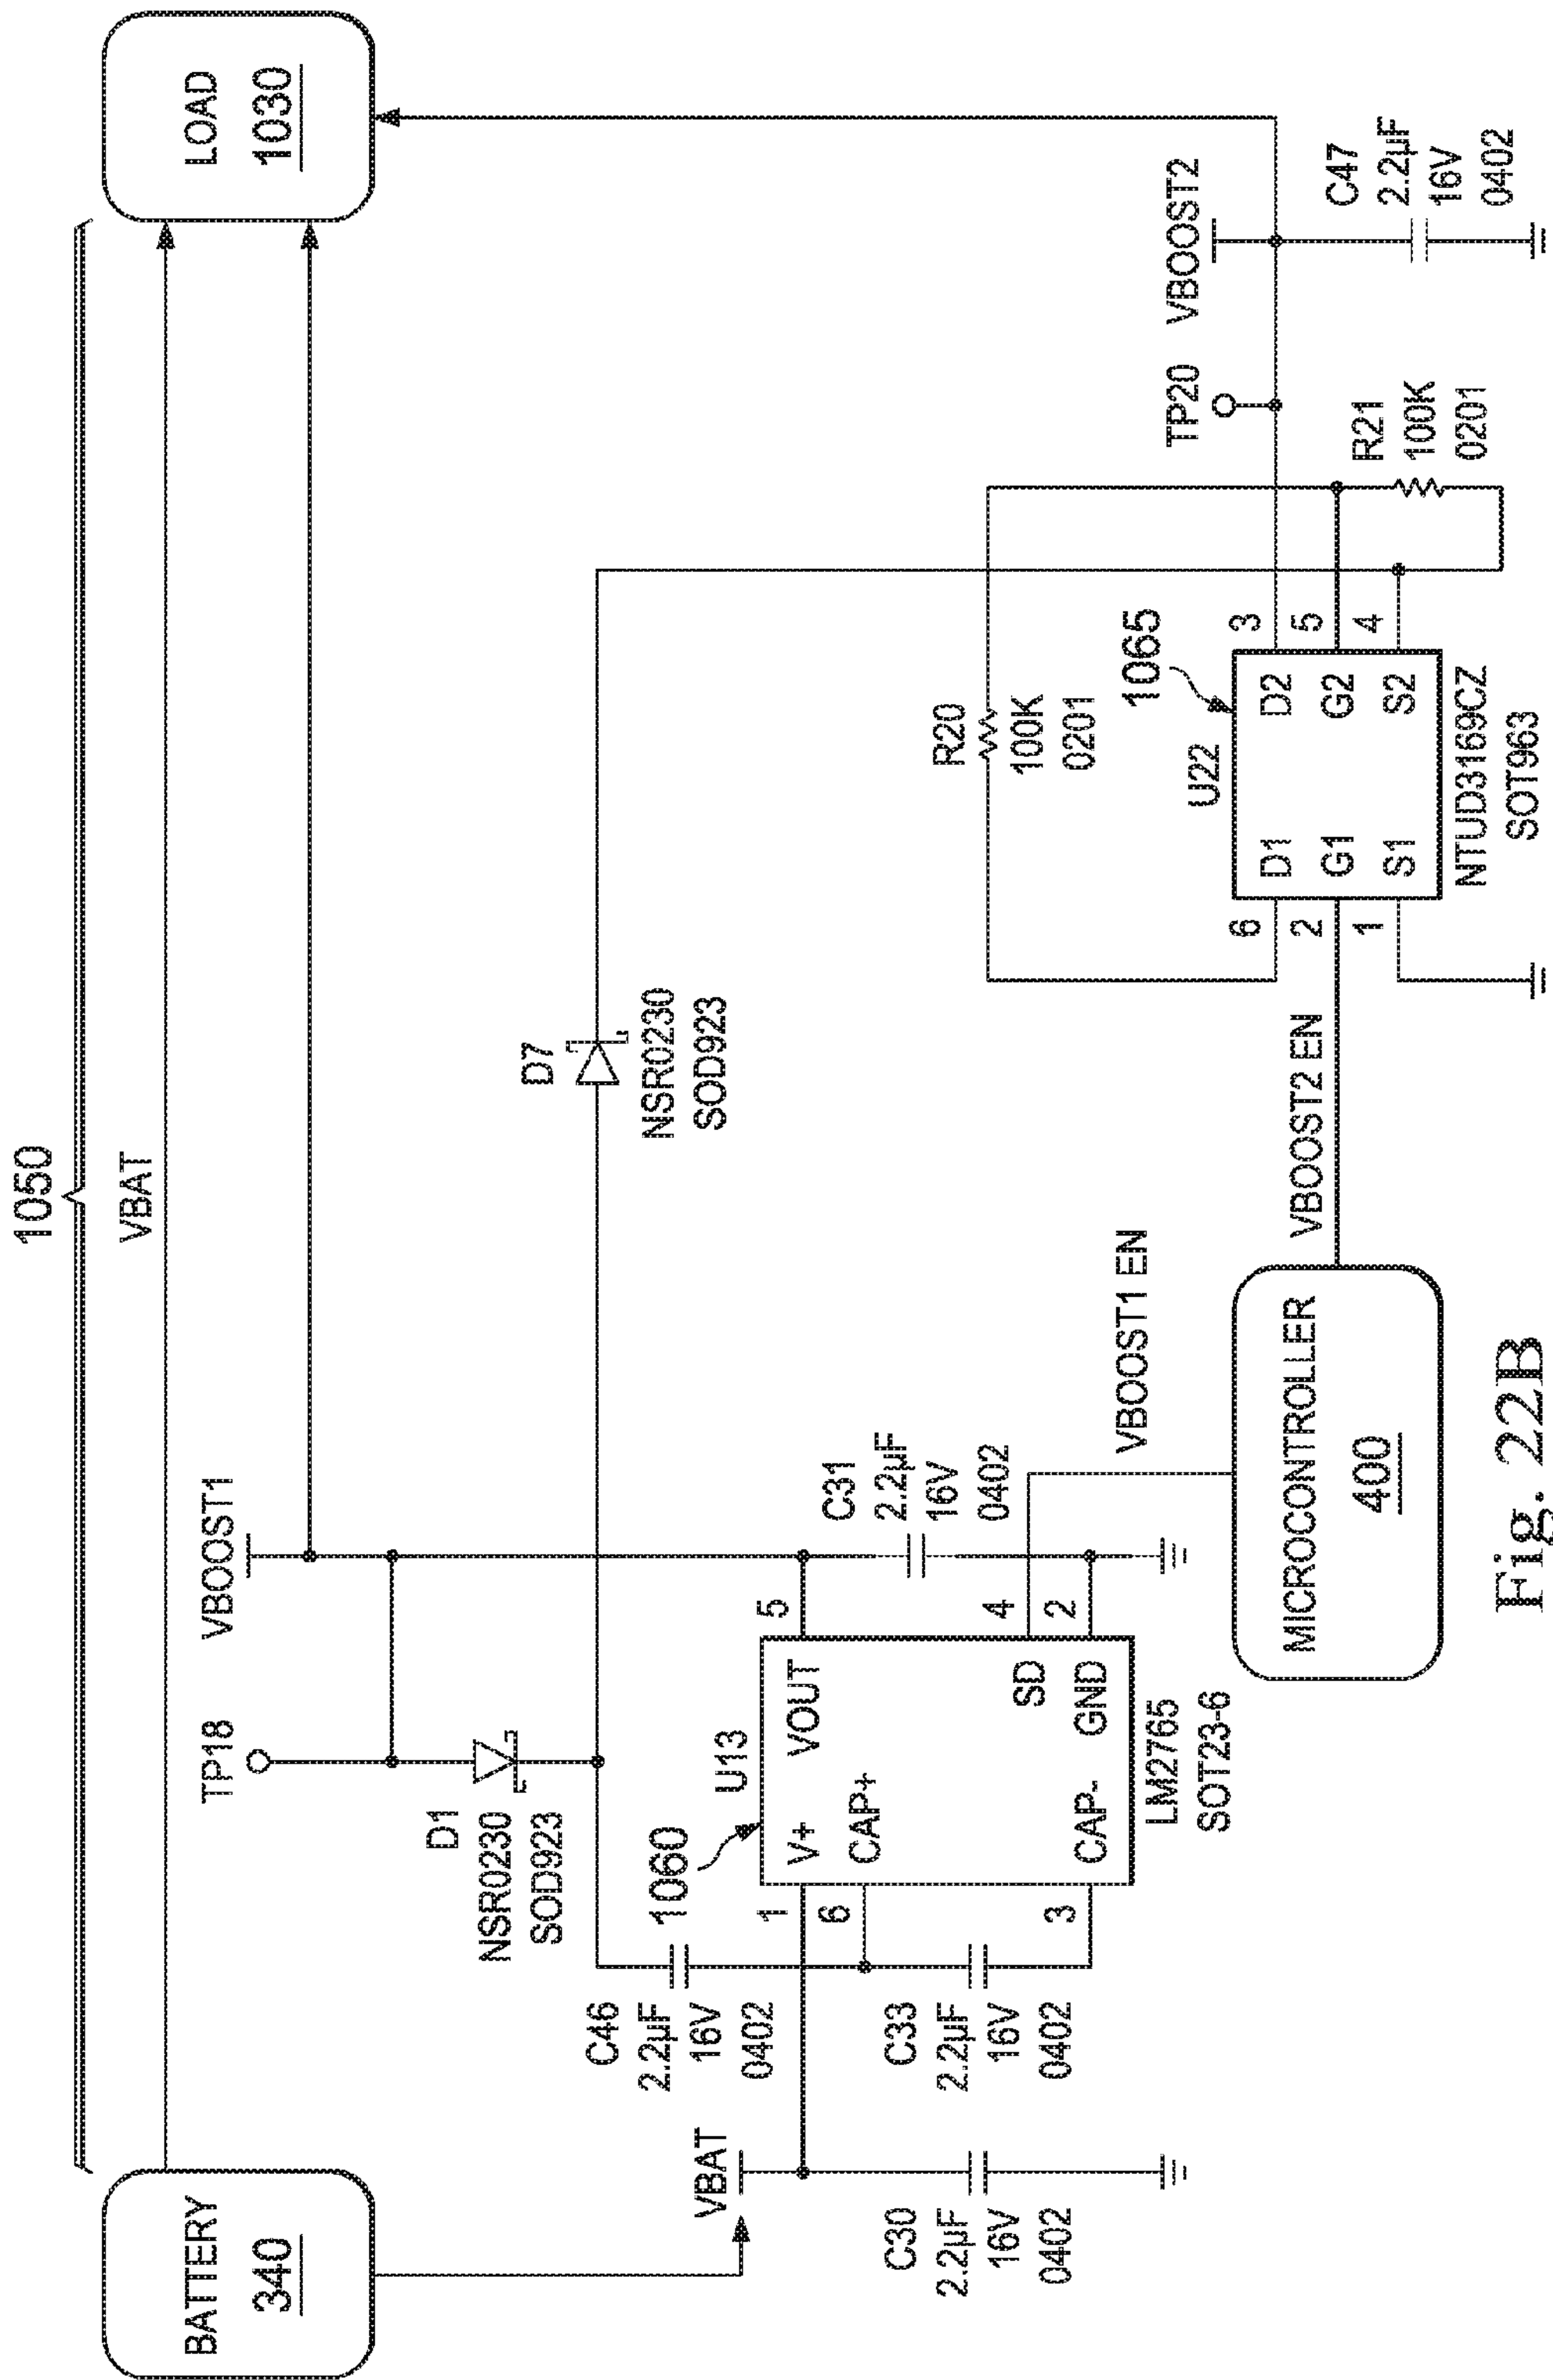 1050
BATTERY
340
VBAT
LOAD
1030
TP18
VBOOST1
D1
NSR0230
SOD923
D7
NSR0230
SOD923
C46
2.2µF
16V
0402
1060
U13
V+
VOUT
CAP+
SD
CAP-
GND
1
6
3
5
4
2
LM2765
SOT23-6
C31
2.2µF
16V
0402
VBAT
C30
2.2µF
16V
0402
C33
2.2µF
16V
0402
VBOOST1 EN
MICROCONTROLLER
400
VBOOST2 EN
R20
100K
0201
1065
U22
D1
D2
G1
G2
S1
S2
6
2
1
3
5
4
NTUD3169CZ
SOT963
TP20
VBOOST2
R21
100K
0201
C47
2.2µF
16V
0402
Fig. 22B